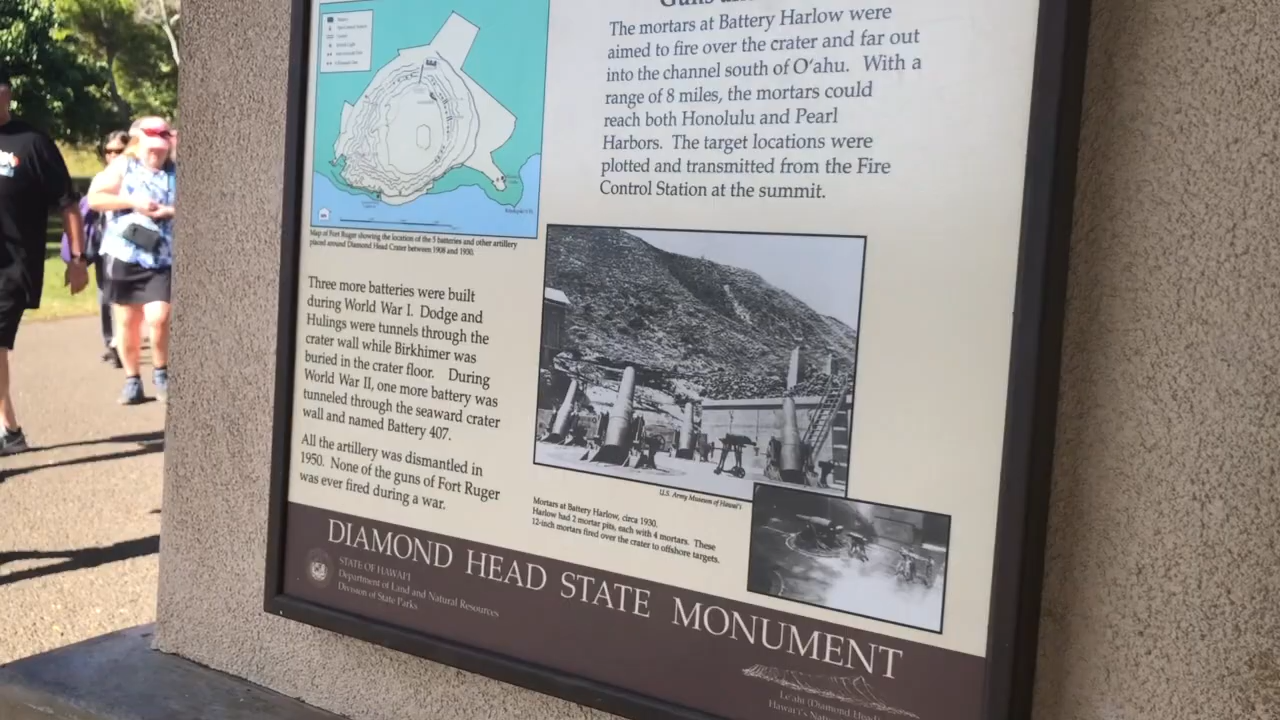 Guns
The mortars at Battery Harlow were
aimed to fire over the crater and far out
into the channel south of O'ahu. With a
range of 8 miles, the mortars could
reach both Honolulu and Pearl
Harbors. The target locations were
plotted and transmitted from the Fire
Control Station at the summit.
Map of Fort Ruger showing the location of the 5 batteries and other artillery
placed around Diamond Head Crater between 1908 and 1930.
Three more batteries were built
during World War I. Dodge and
Hulings were tunnels through the
crater wall while Birkhimer was
buried in the crater floor. During
World War II, one more battery was
tunneled through the seaward crater
wall and named Battery 407.
All the artillery was dismantled in
1950. None of the guns of Fort Ruger
was ever fired during a war.
U.S. Army Museum of Hawai'i
Mortars at Battery Harlow, circa 1930.
Harlow had 2 mortar pits, each with 4 mortars. These
12-inch mortars fired over the crater to offshore targets.
DIAMOND HEAD STATE MONUMENT
STATE OF HAWAI'I
Department of Land and Natural Resources
Division of State Parks
Le'ahi (Diamond
Hawai'i's